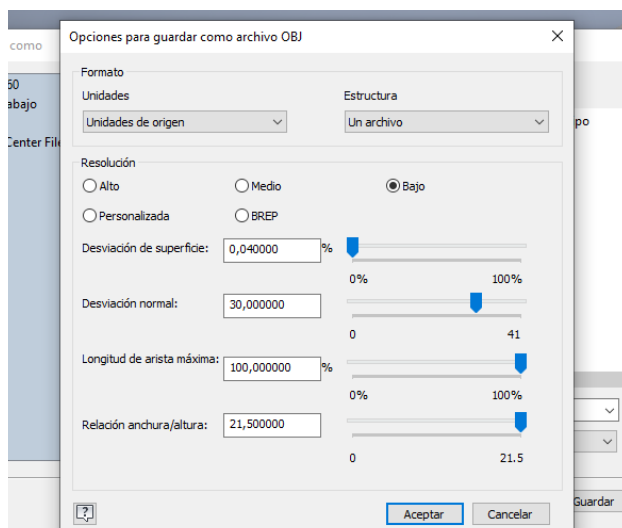 Opciones para guardar como archivo OBJ
como
Formato
Unidades
Estructura
Unidades de origen
Un archivo
60
abajo
Center File
po
Resolución
Alto
Medio
Bajo
Personalizada
BREP
Desviación de superficie:
0,040000
%
0%
100%
Desviación normal:
30,000000
0
41
Longitud de arista máxima:
100,000000
%
0%
100%
Relación anchura/altura:
21,500000
0
21.5
?
Aceptar
Cancelar
Guardar